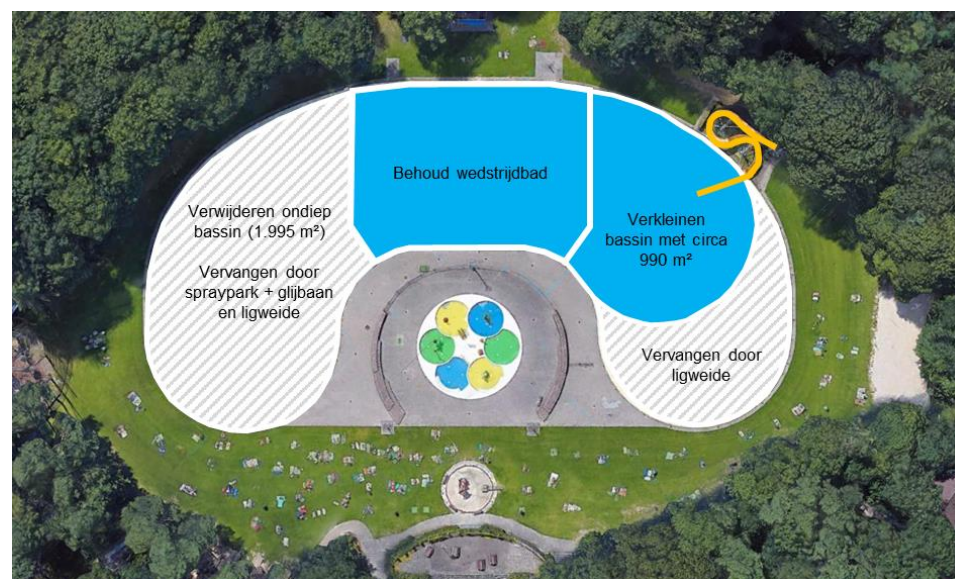 Behoud wedstrijdbad
Verwijderen ondiep
bassin (1.995 m²)
Vervangen door
spraypark + glijbaan
en ligweide
Verkleinen
bassin met circa
990 m²
Vervangen door
ligweide